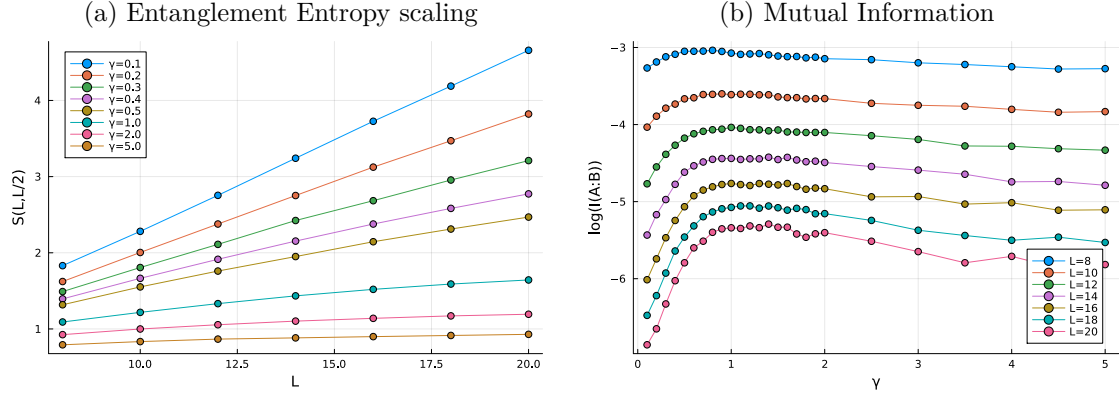 (a) Entanglement Entropy scaling
γ=0.1
γ=0.2
γ=0.3
γ=0.4
γ=0.5
γ=1.0
γ=2.0
γ=5.0
S(L,L/2)
4
3
2
1
10.0 12.5 15.0 17.5 20.0
L
(b) Mutual Information
log(I(A:B))
-3
-4
-5
-6
L=8
L=10
L=12
L=14
L=16
L=18
L=20
0 1 2 3 4 5
γ